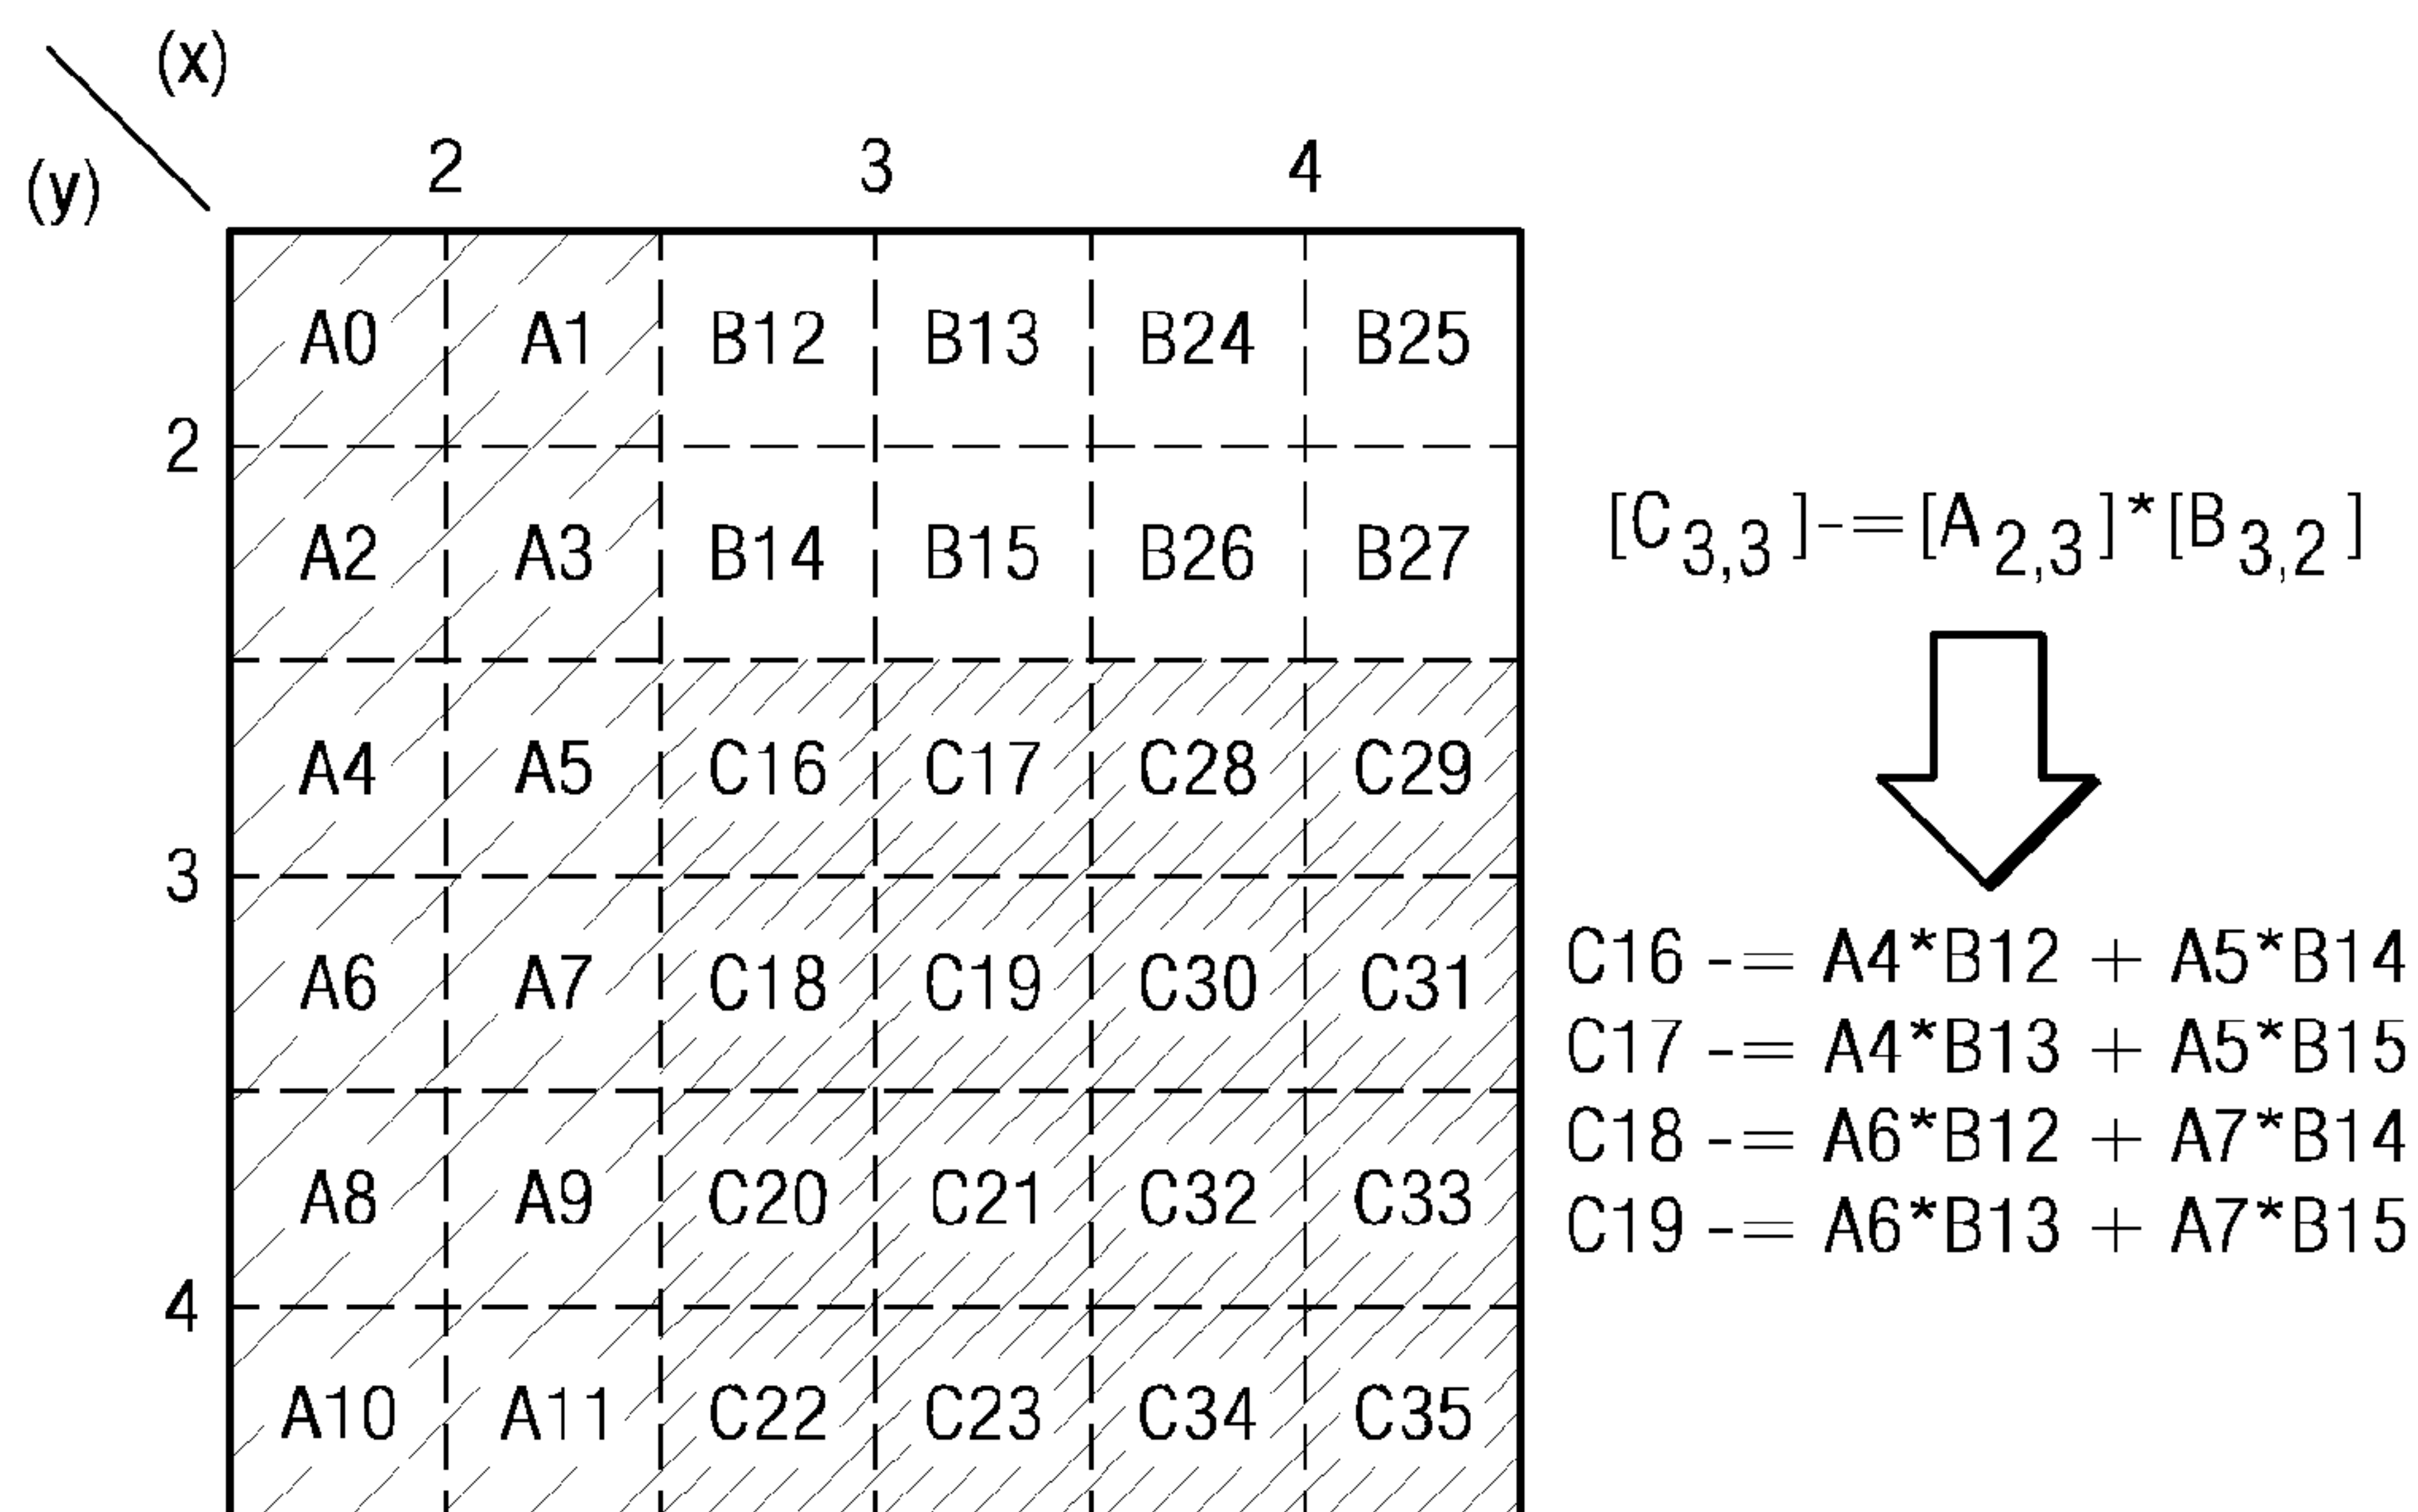 (x)
(y)
2 3 4
A0 A1 B12 B13 B24 B25
2
A2 A3 B14 B15 B26 B27
[C 3,3 ]-=[A 2,3 ]*[B 3,2 ]
A4 A5 C16 C17 C28 C29
3
A6 A7 C18 C19 C30 C31
A8 A9 C20 C21 C32 C33
4
A10 A11 C22 C23 C34 C35
C16 -= A4*B12 + A5*B14
C17 -= A4*B13 + A5*B15
C18 -= A6*B12 + A7*B14
C19 -= A6*B13 + A7*B15